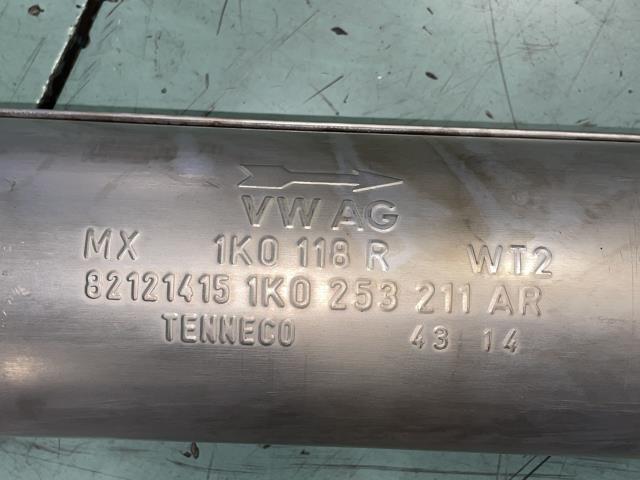 VW AG
MX 1K0 118 R WT2
82121415 1K0 253 211 AR
TENNECO 43 14